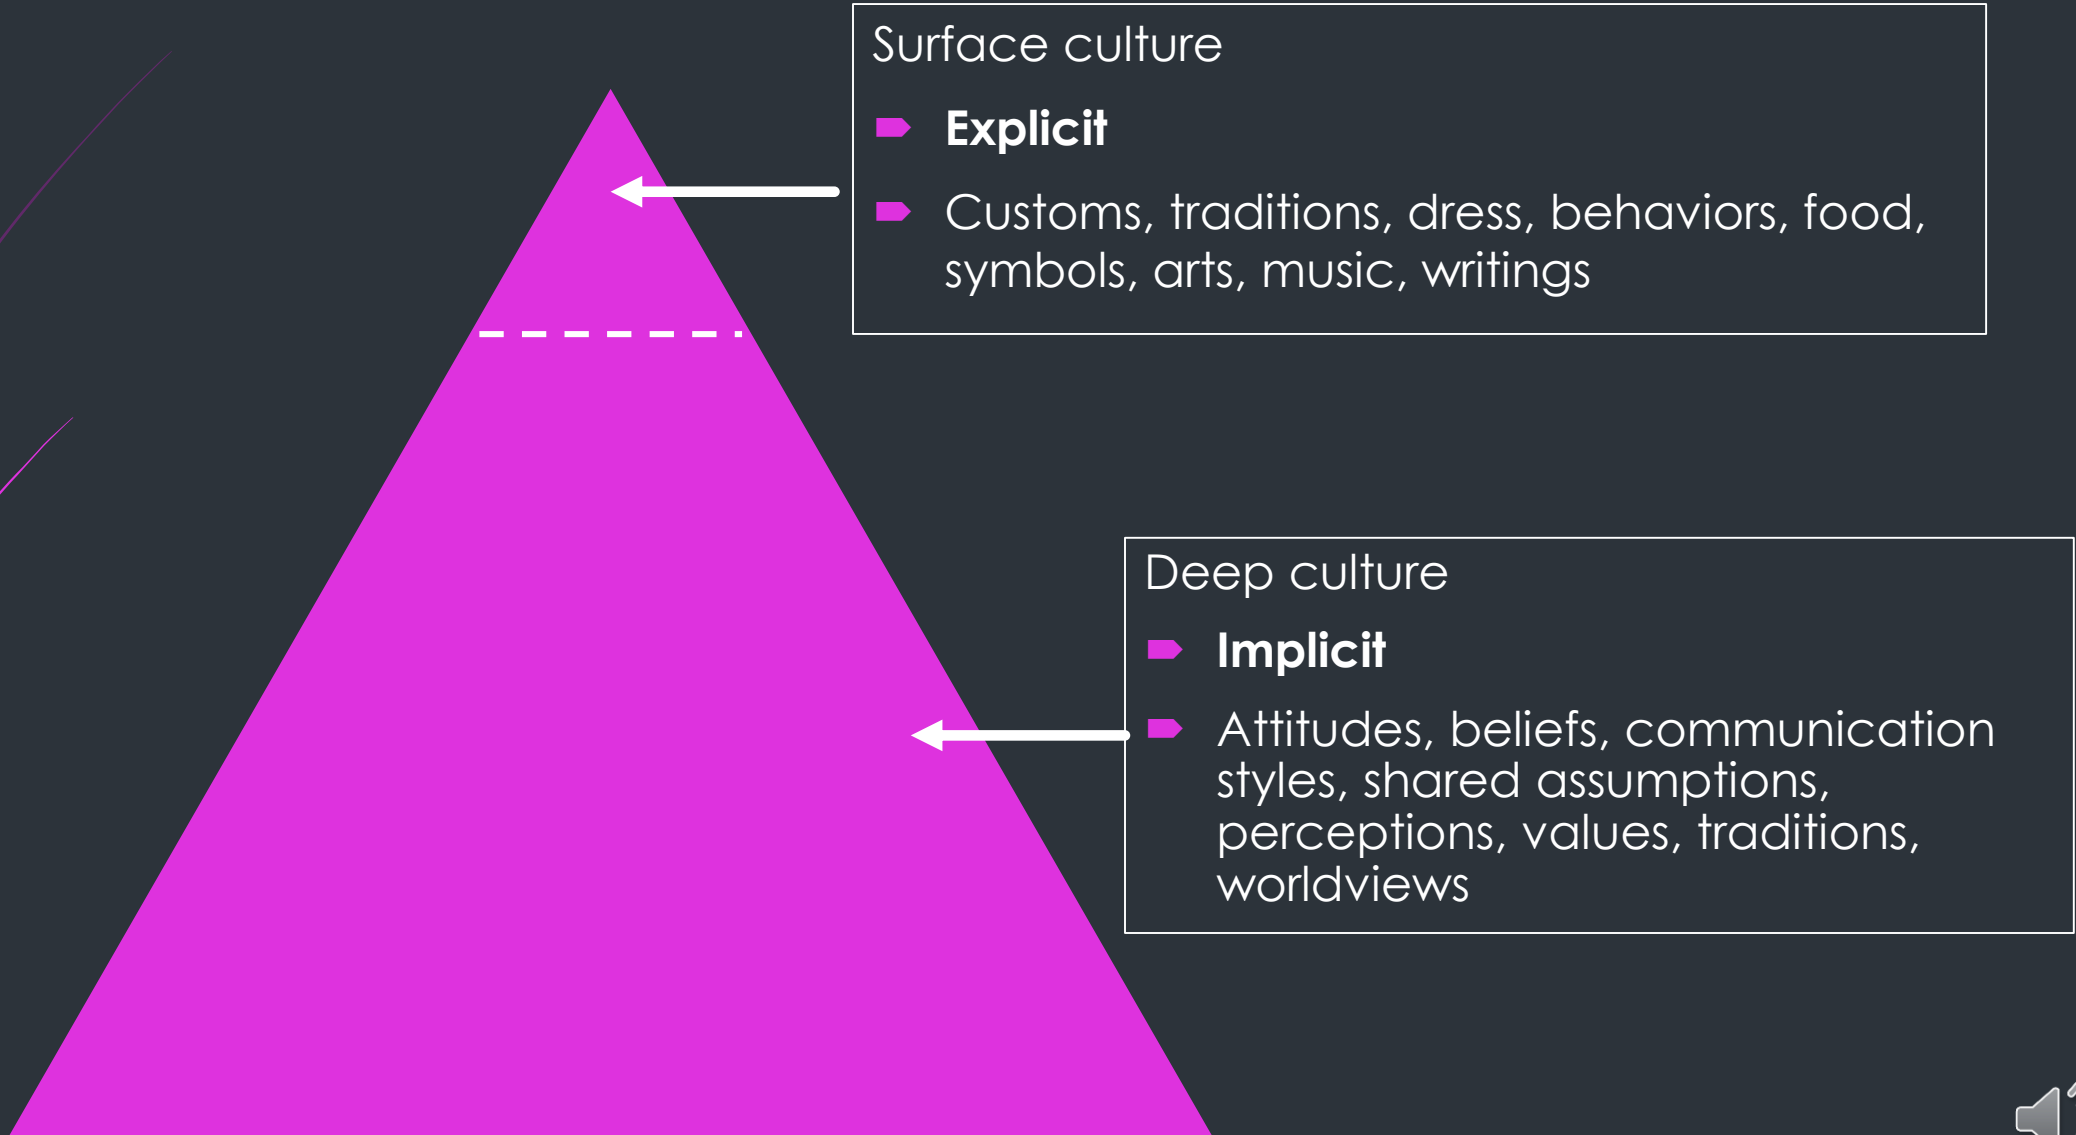 Surface culture
Explicit
Customs, traditions, dress, behaviors, food,
symbols, arts, music, writings
Deep culture
Implicit
Attitudes, beliefs, communication
styles, shared assumptions,
perceptions, values, traditions,
worldviews